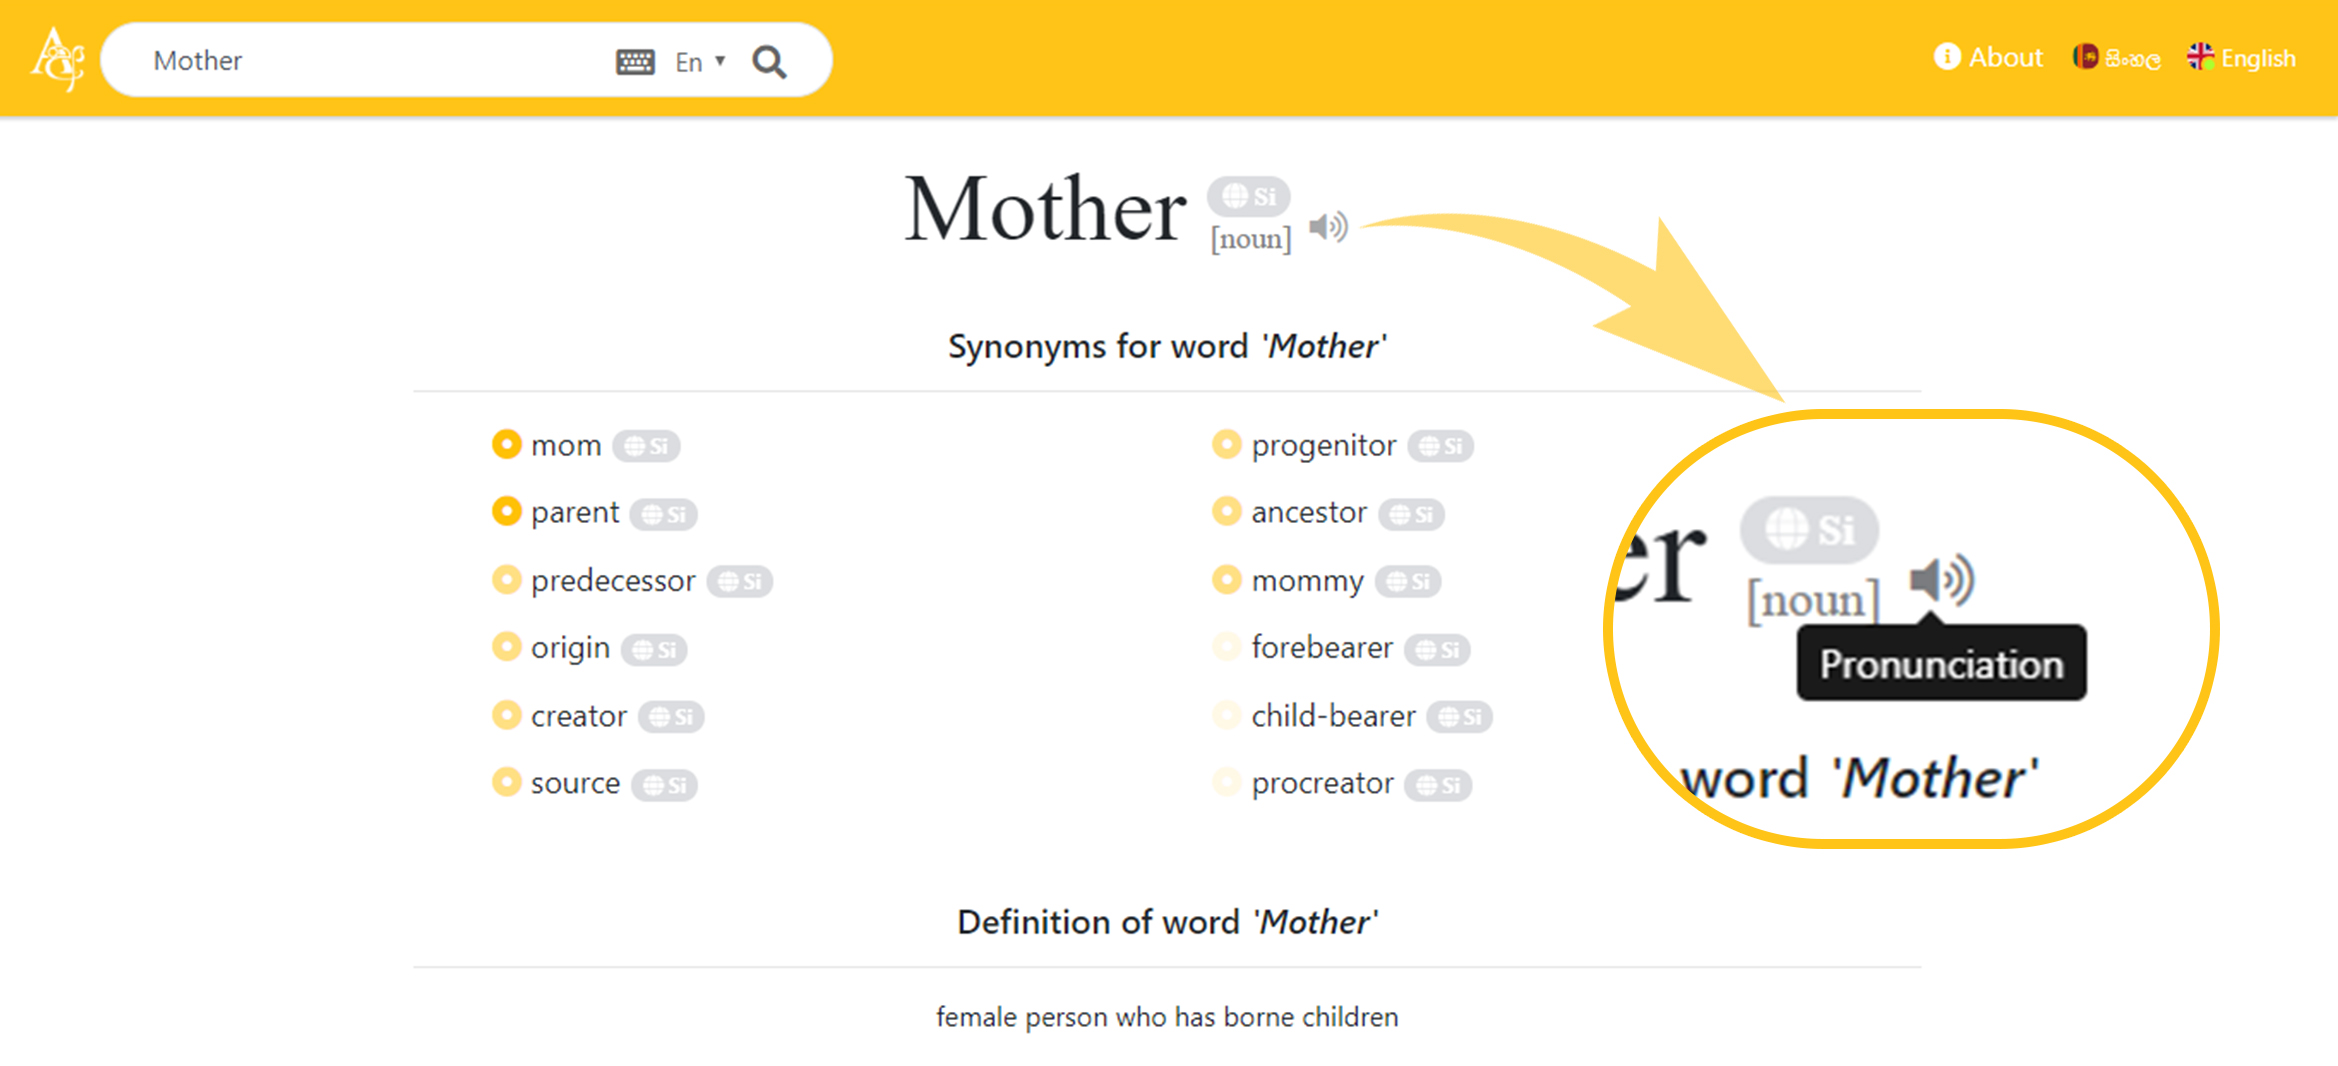 Mother En About සිංහල English
Mother Si
[noun]
Synonyms for word 'Mother'
mom Si
parent Si
predecessor Si
origin Si
creator Si
source Si
progenitor Si
ancestor Si
mommy Si
forebearer Si
child-bearer Si
procreator Si
er Si
[noun]
Pronunciation
word 'Mother'
Definition of word 'Mother'
female person who has borne children